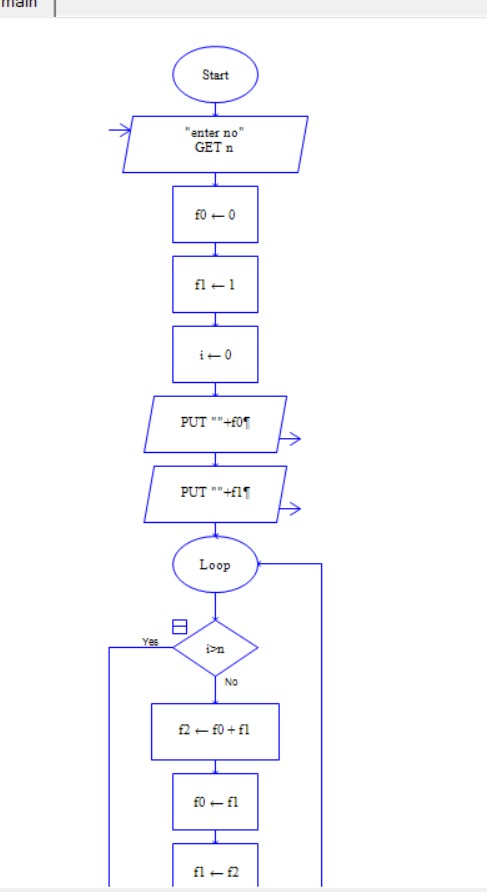 main
Start
"enter no"
GET n
f0 ← 0
f1 ← 1
i ← 0
PUT ""+f0¶
PUT ""+f1¶
Loop
Yes
i>n
No
f2 ← f0 + f1
f0 ← f1
f1 ← f2